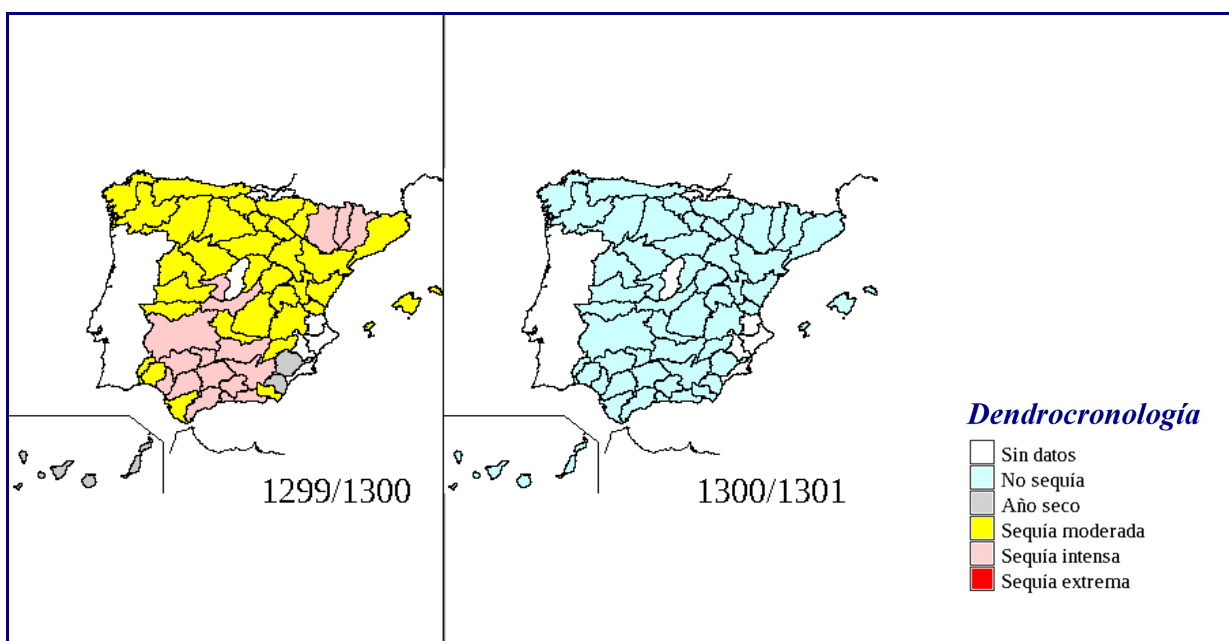 1299/1300
1300/1301
Dendrocronología
Sin datos
No sequía
Año seco
Sequía moderada
Sequía intensa
Sequía extrema